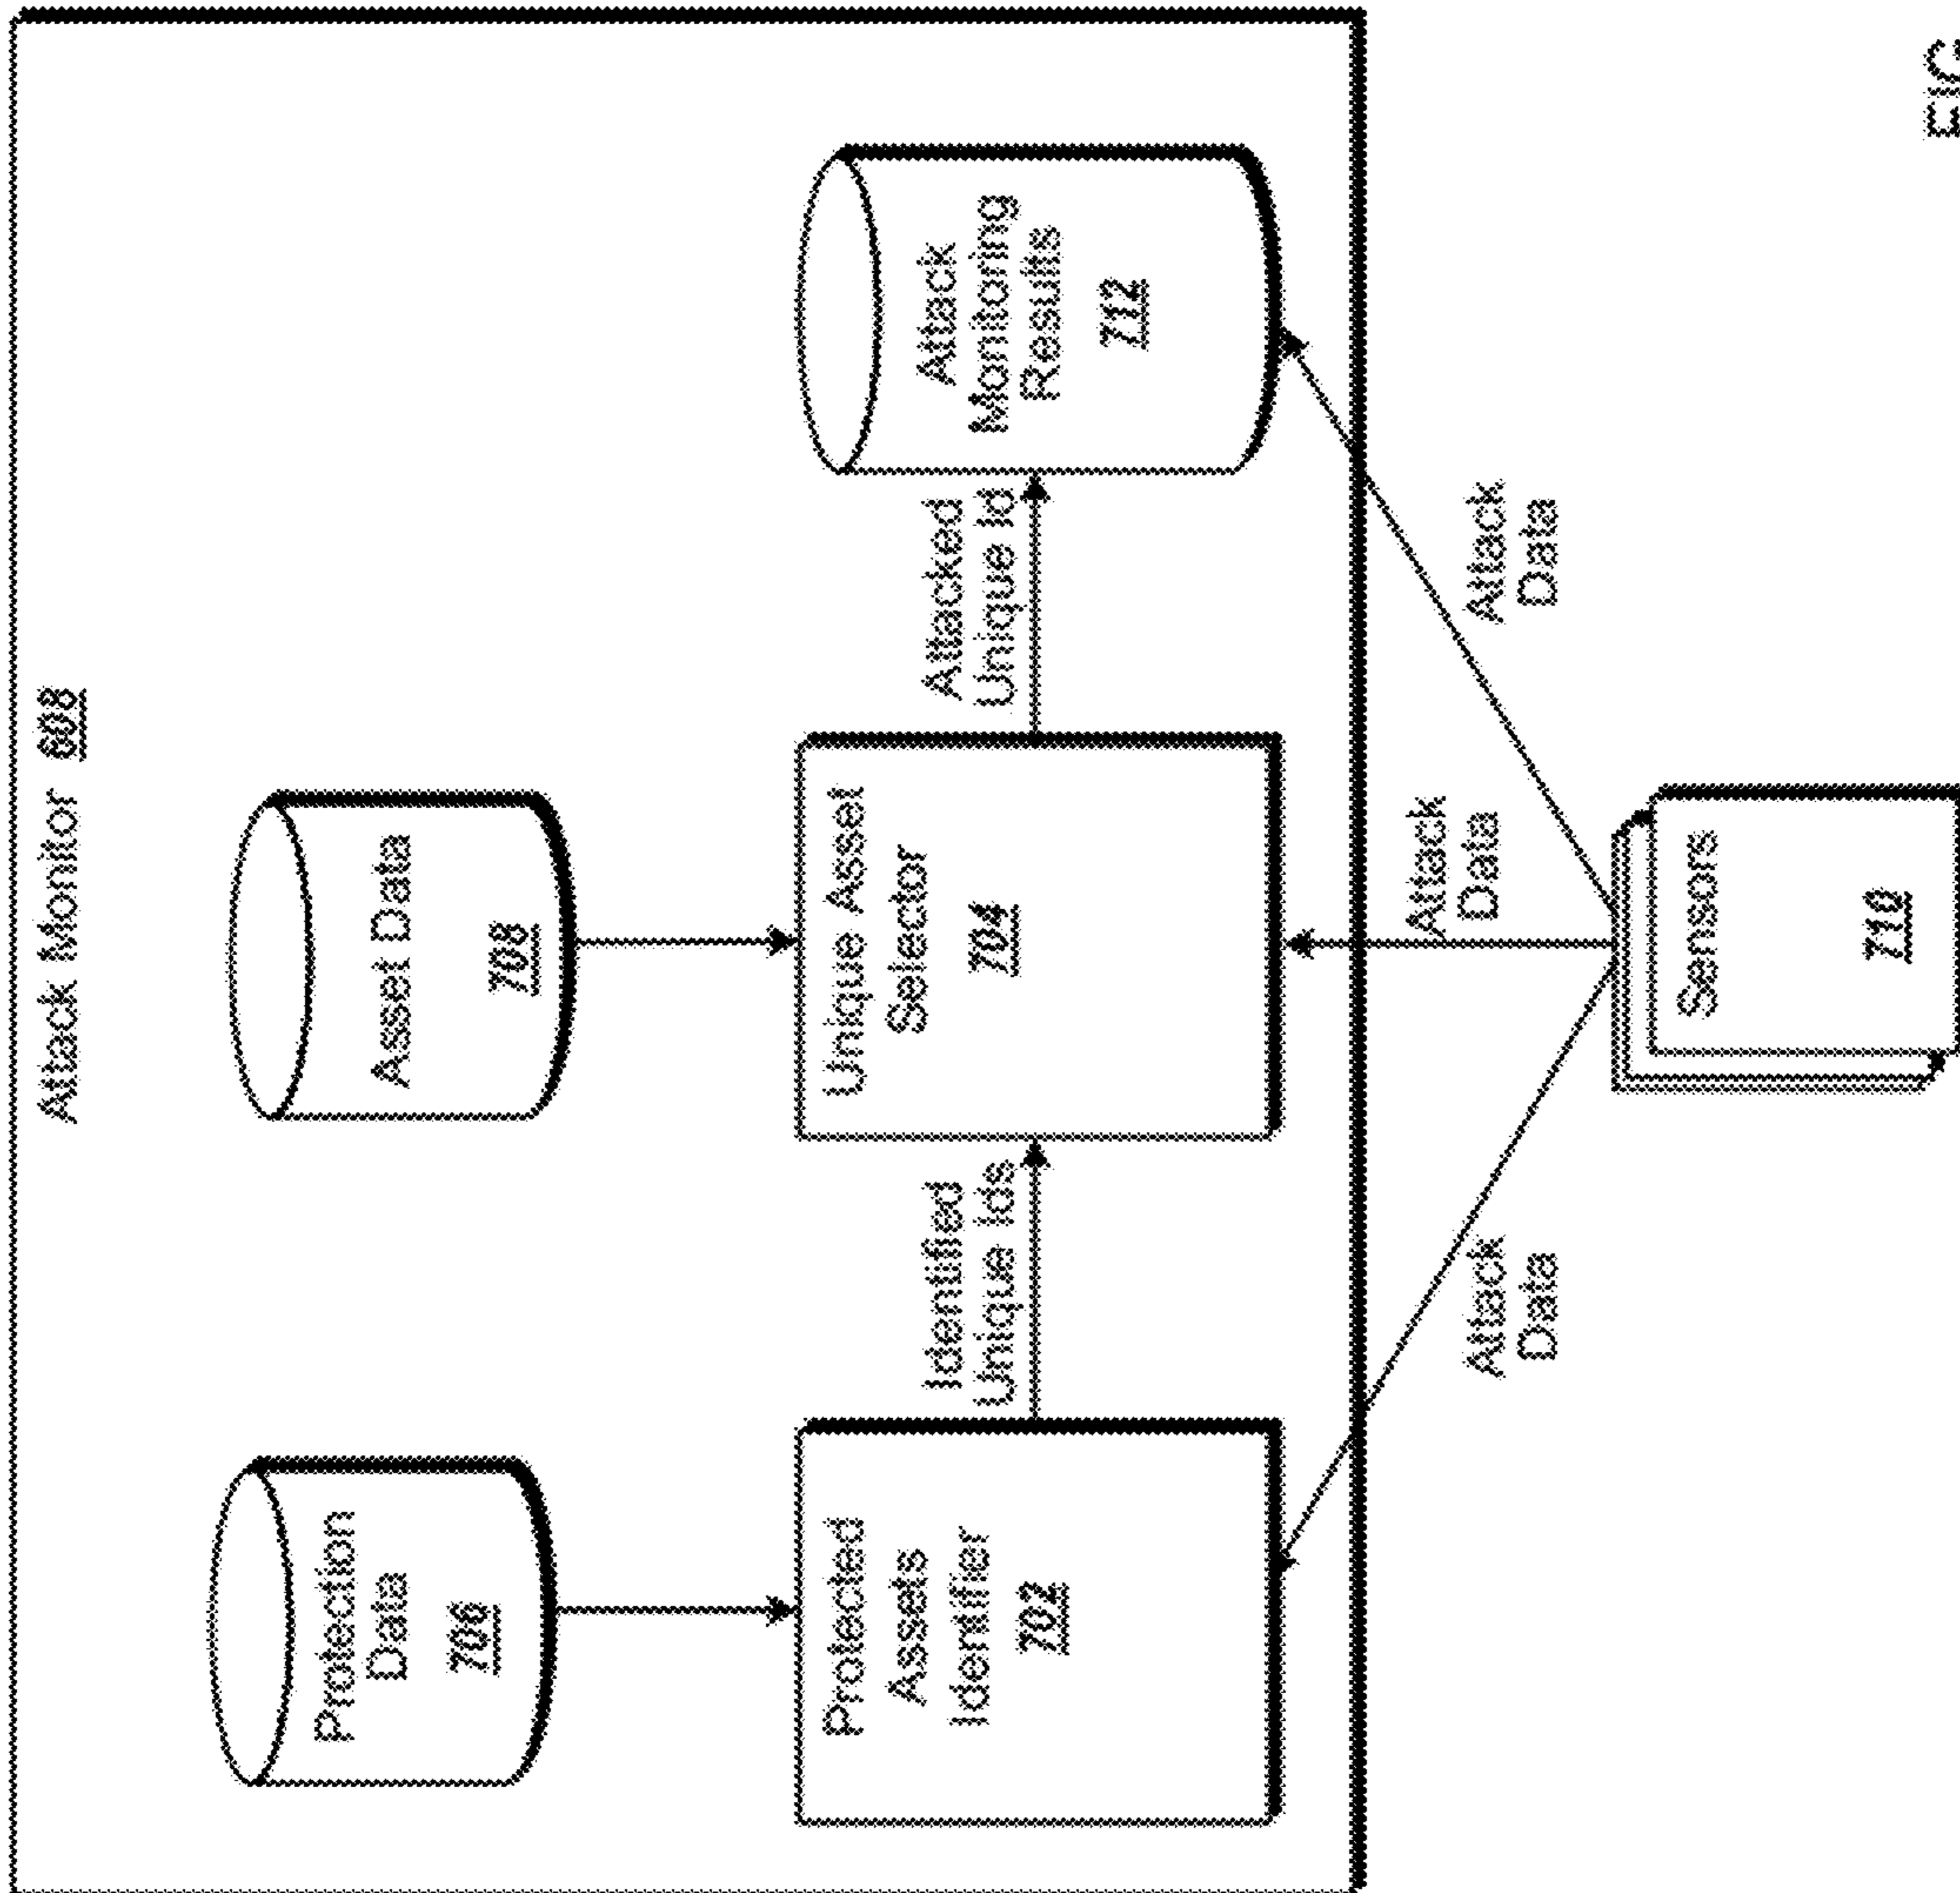 Attack Monitor 608
Protection
Data
706
Asset Data
708
Protected
Assets
Identifier
702
Identified
Unique Ids
Unique Asset
Selector
704
Attacked
Unique Id
Attack
Monitoring
Results
712
Attack
Data
Attack
Data
Attack
Data
Sensors
710
FIG